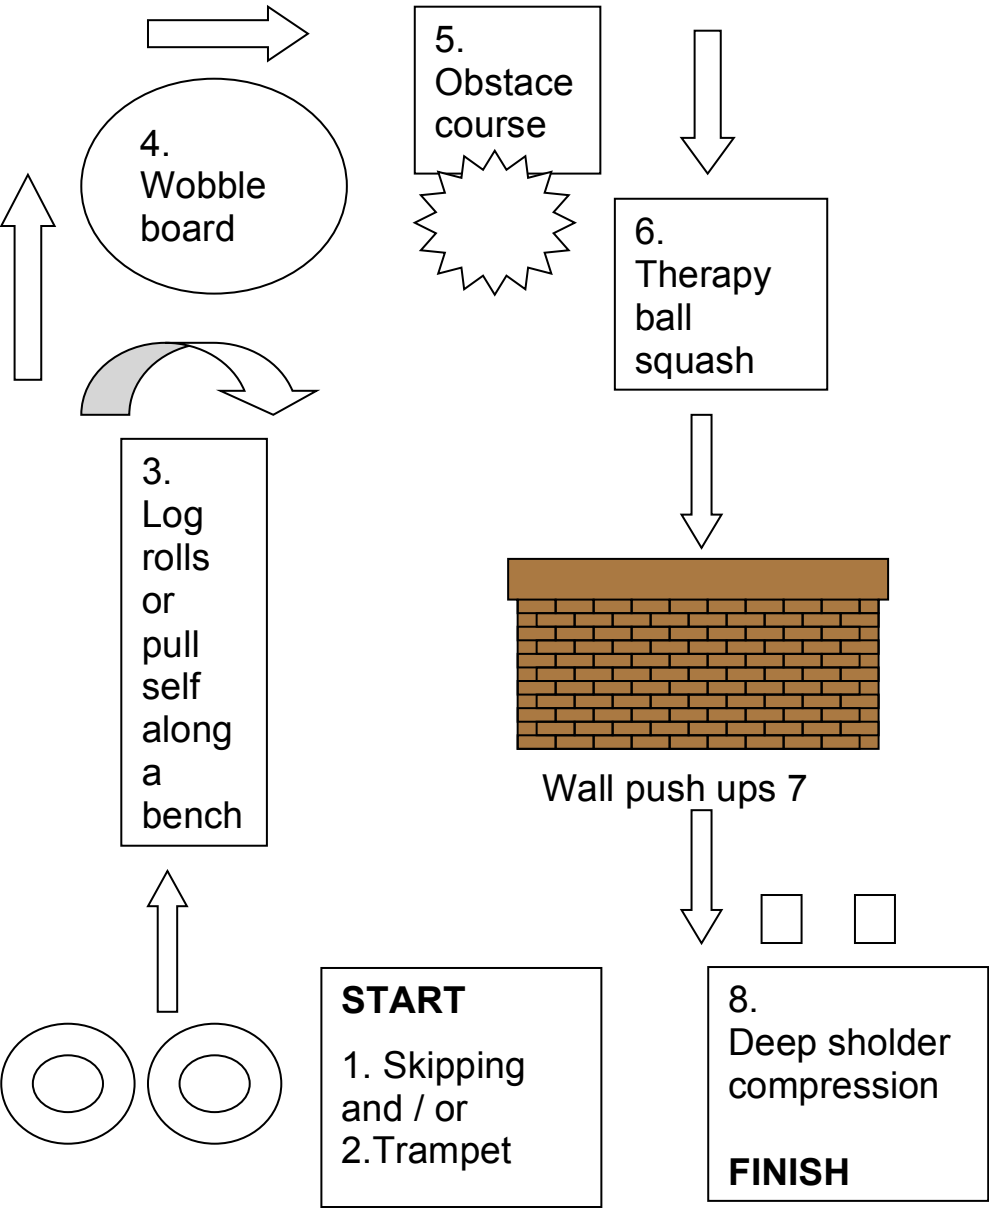 START
1. Skipping
and / or
2.Trampet
3.
Log
rolls
or
pull
self
along
a
bench
4.
Wobble
board
5.
Obstace
course
6.
Therapy
ball
squash
Wall push ups 7
8.
Deep sholder
compression
FINISH